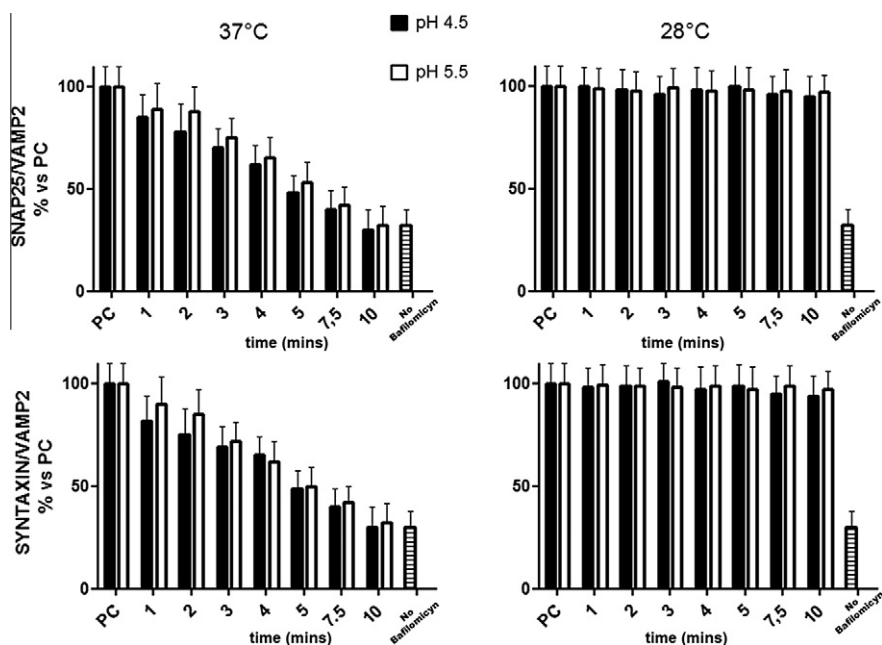 37°C
pH 4.5
pH 5.5
28°C
SNAP25/VAMP2
% vs PC
100
50
0
PC 1 2 3 4 5 7,5 10 No Bafilomicyn
time (mins)
100
50
0
PC 1 2 3 4 5 7,5 10 No Bafilomicyn
time (mins)
SYNTAXIN/VAMP2
% vs PC
100
50
0
PC 1 2 3 4 5 7.5 10 No Bafilomicyn
time (mins)
100
50
0
PC 1 2 3 4 5 7,5 10 No Bafilomicyn
time (mins)